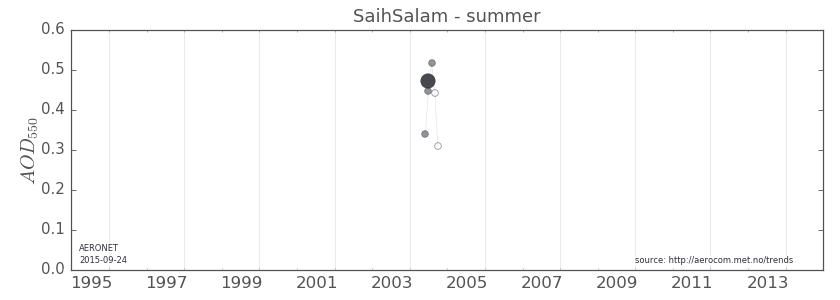 SaihSalam - summer
0.6
0.5
0.4
0.3
0.2
0.1
0.0
AOD550
AERONET
2015-09-24
source: http://aerocom.met.no/trends
1995 1997 1999 2001 2003 2005 2007 2009 2011 2013